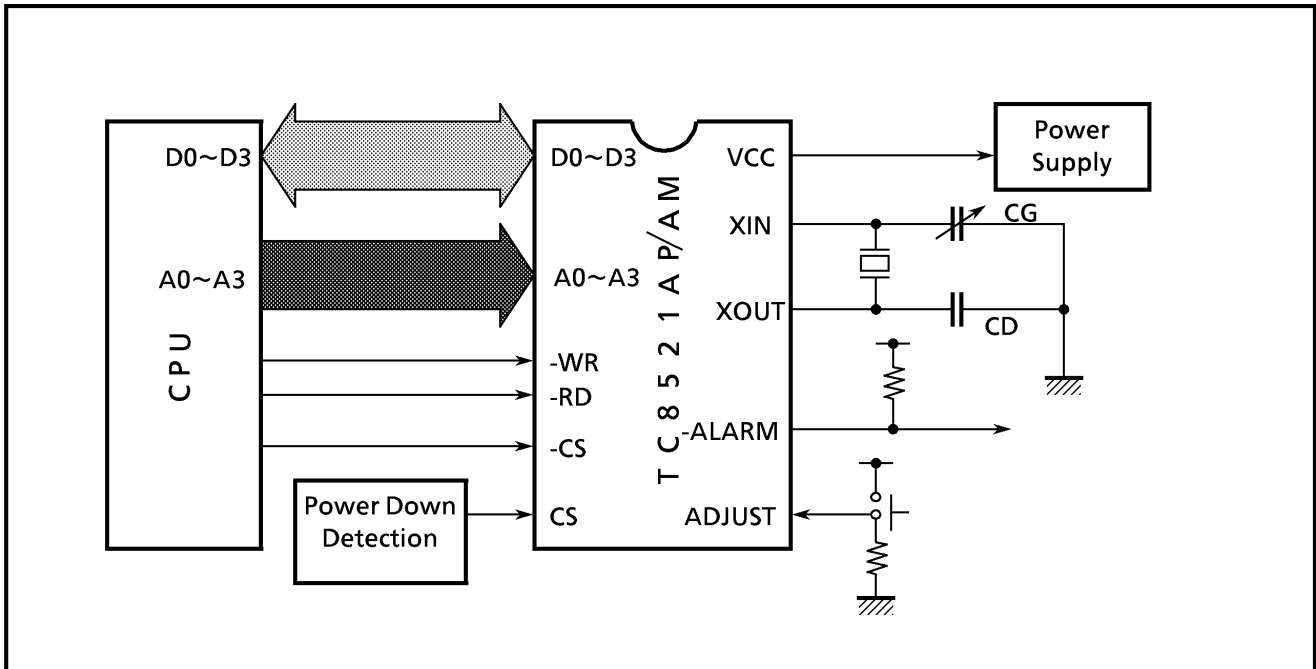 D0~D3
A0~A3
CPU
D0~D3
A0~A3
-WR
-RD
-CS
CS
TC8521AP/AM
VCC
XIN
XOUT
-ALARM
ADJUST
Power Down
Detection
Power
Supply
CG
CD